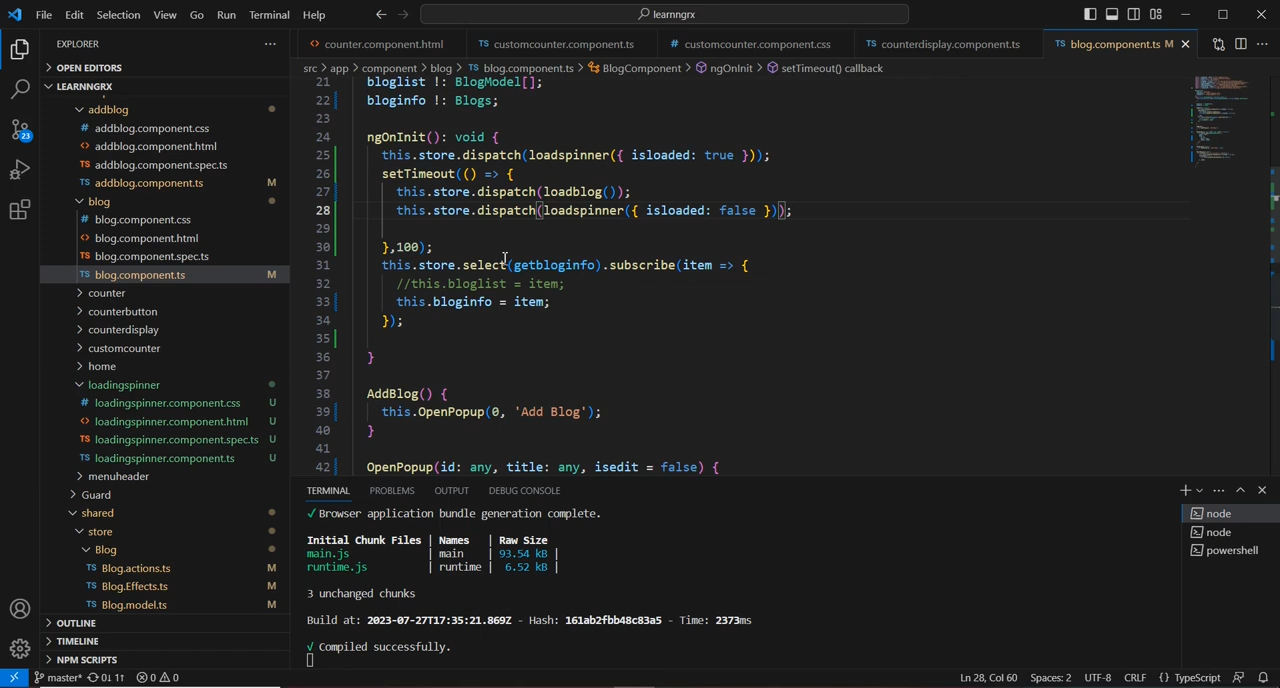 File Edit Selection View Go Run Terminal Help
learnngrx
EXPLORER
OPEN EDITORS
LEARNNGRX
addblog
addblog.component.css
addblog.component.html
addblog.component.spec.ts
addblog.component.ts M
blog
blog.component.css
blog.component.html
blog.component.spec.ts
blog.component.ts M
counter
counterbutton
counterdisplay
customcounter
home
loadingspinner
loadingspinner.component.css U
loadingspinner.component.html U
loadingspinner.component.spec.ts U
loadingspinner.component.ts U
menuheader
Guard
shared
store
Blog
Blog.actions.ts M
Blog.Effects.ts M
Blog.model.ts M
OUTLINE
TIMELINE
NPM SCRIPTS
23
counter.component.html TS customcounter.component.ts # customcounter.component.css TS counterdisplay.component.ts TS blog.component.ts M
src > app > component > blog > TS blog.component.ts > BlogComponent > ngOnInit > setTimeout() callback
21 bloglist !: BlogModel[];
22 bloginfo !: Blogs;
23
24 ngOnInit(): void {
25 this.store.dispatch(loadspinner({ isloaded: true }));
26 setTimeout(() => {
27 this.store.dispatch(loadblog());
28 this.store.dispatch(loadspinner({ isloaded: false }));
29
30 },100);
31 this.store.select(getbloginfo).subscribe(item => {
32 //this.bloglist = item;
33 this.bloginfo = item;
34 });
35
36 }
37
38 AddBlog() {
39 this.OpenPopup(0, 'Add Blog');
40 }
41
42 OpenPopup(id: any, title: any, isedit = false) {
TERMINAL PROBLEMS OUTPUT DEBUG CONSOLE
✓ Browser application bundle generation complete.
Initial Chunk Files | Names | Raw Size
main.js | main | 93.54 kB |
runtime.js | runtime | 6.52 kB |
3 unchanged chunks
Build at: 2023-07-27T17:35:21.869Z - Hash: 161ab2fbb48c83a5 - Time: 2373ms
√ Compiled successfully.
node
node
powershell
master* 0↓ 1↑ 0 0 Ln 28, Col 60 Spaces: 2 UTF-8 CRLF {} TypeScript